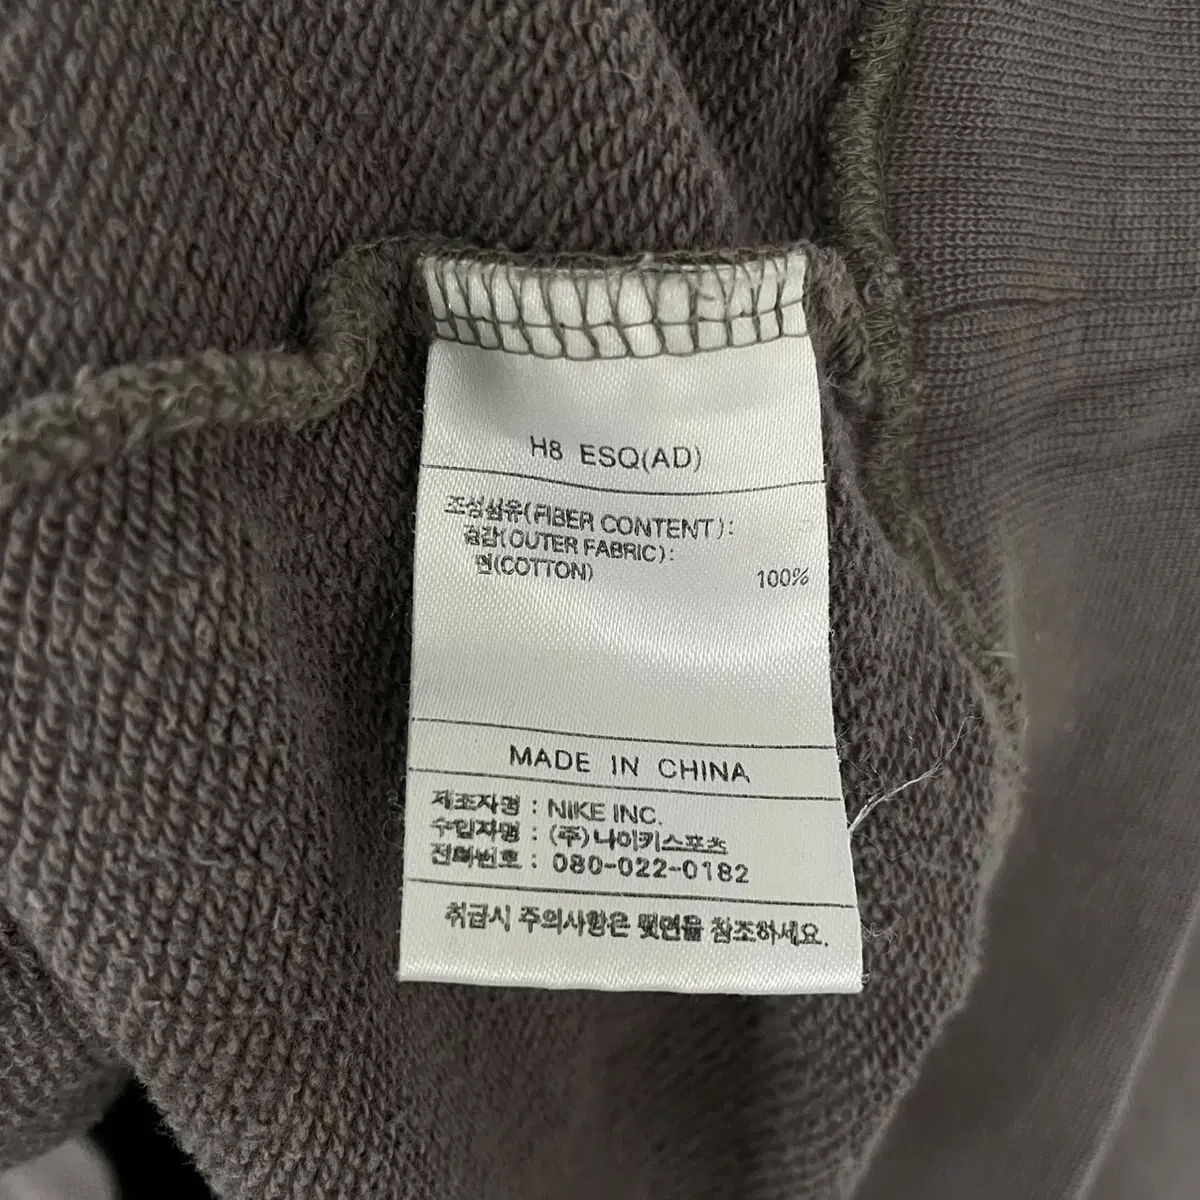 H8 ESQ(AD)
조성섬유(FIBER CONTENT):
겉감(OUTER FABRIC):
면(COTTON) 100%
MADE IN CHINA
제조자명 : NIKE INC.
수입자명 : (주)나이키스포츠
전화번호 : 080-022-0182
취급시 주의사항은 뒷면을 참조하세요.